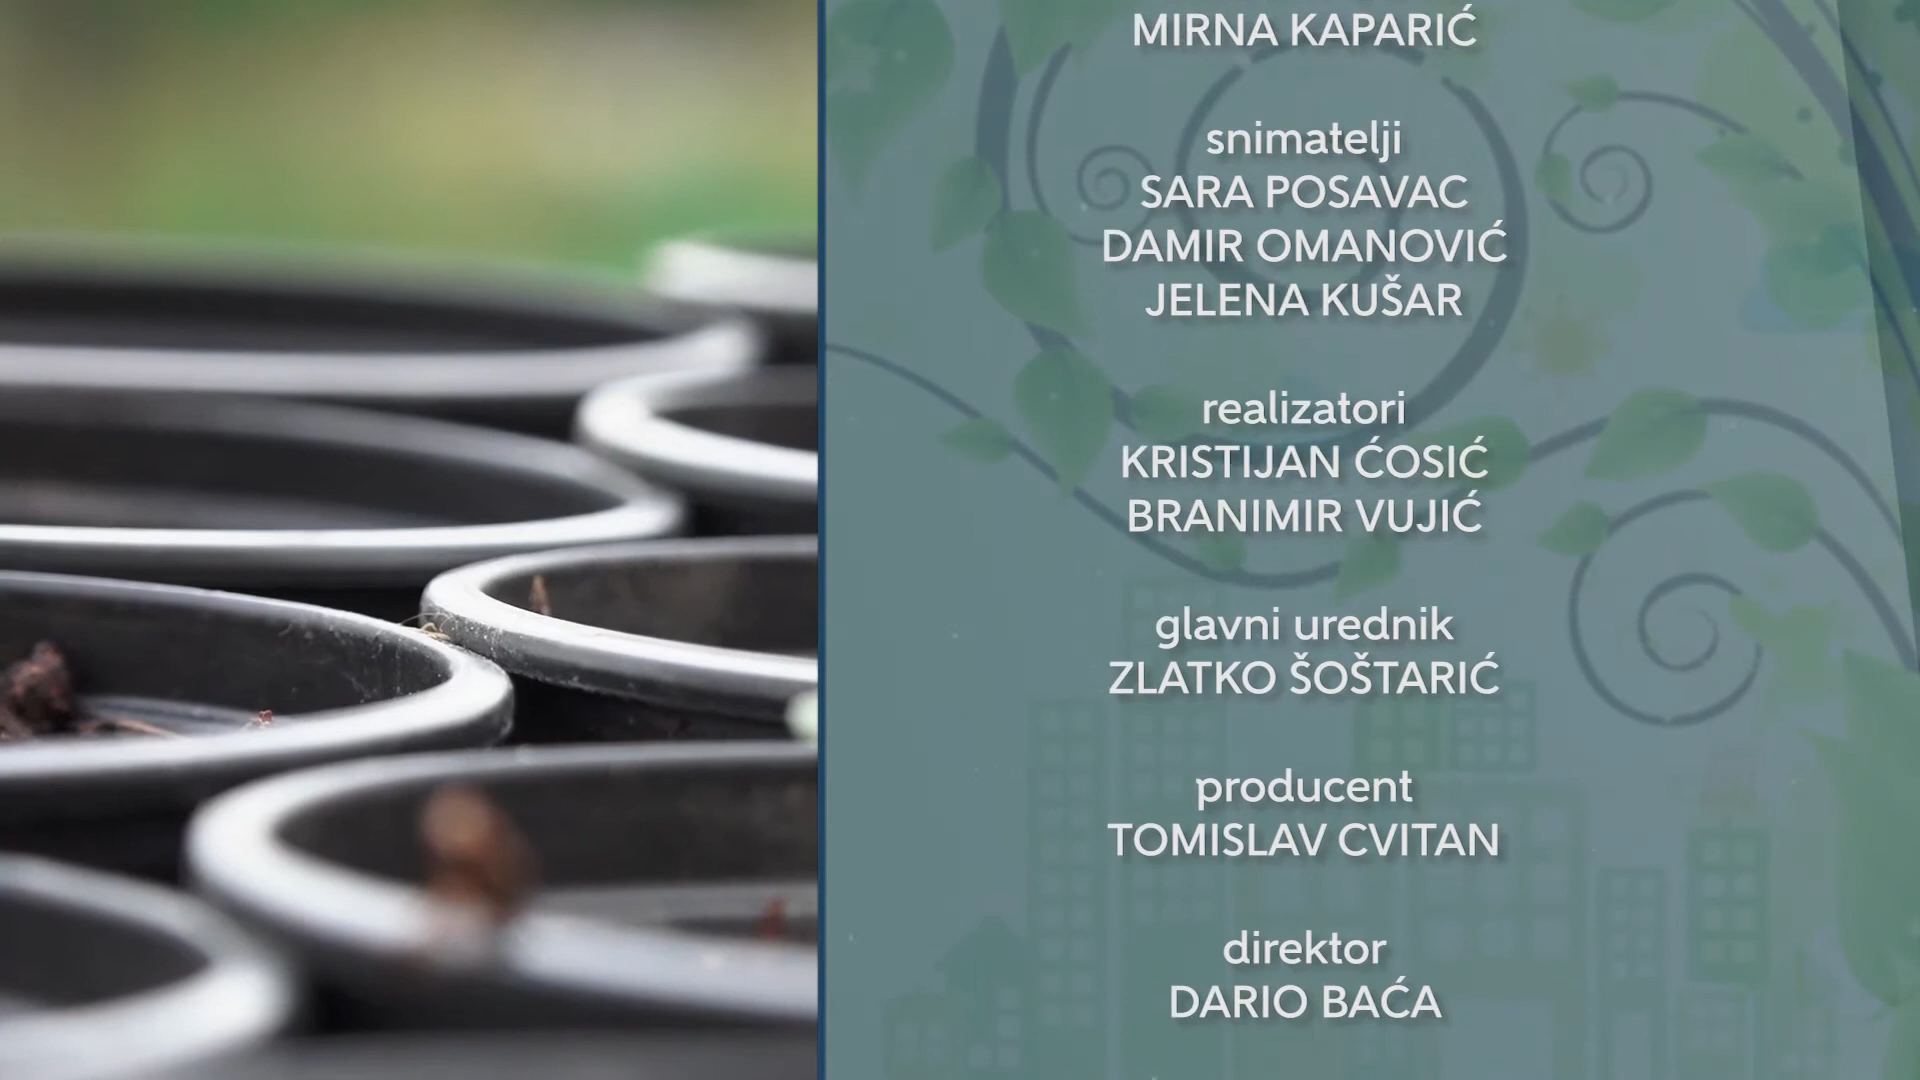 MIRNA KAPARIĆ
snimatelji
SARA POSAVAC
DAMIR OMANOVIĆ
JELENA KUŠAR
realizatori
KRISTIJAN ĆOSIĆ
BRANIMIR VUJIĆ
glavni urednik
ZLATKO ŠOŠTARIĆ
producent
TOMISLAV CVITAN
direktor
DARIO BAĆA